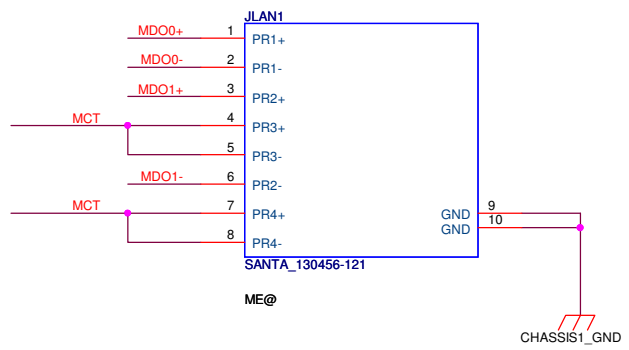 JLAN1
MDO0+ 1 PR1+
MDO0- 2 PR1-
MDO1+ 3 PR2+
MCT 4 PR3+
5 PR3-
MDO1- 6 PR2-
MCT 7 PR4+ GND 9
8 PR4- GND 10
SANTA_130456-121
ME@
CHASSIS1_GND